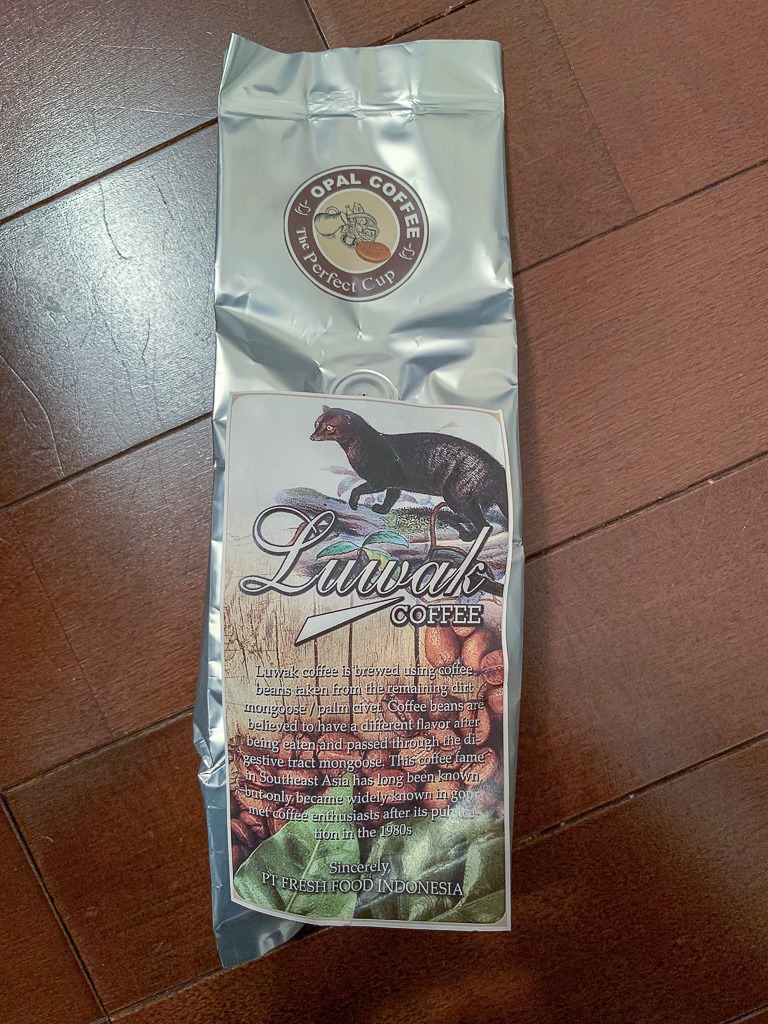 OPAL COFFEE
The Perfect Cup
Luwak
COFFEE
Luwak coffee is brewed using coffee
beans taken from the remaining dirt
mongoose / palm civet. Coffee beans are
believed to have a different flavor after
being eaten and passed through the di-
gestive tract mongoose. This coffee fame
in Southeast Asia has long been known,
but only became widely known in gour-
met coffee enthusiasts after its publica-
tion in the 1980s
Sincerely,
PT FRESH FOOD INDONESIA